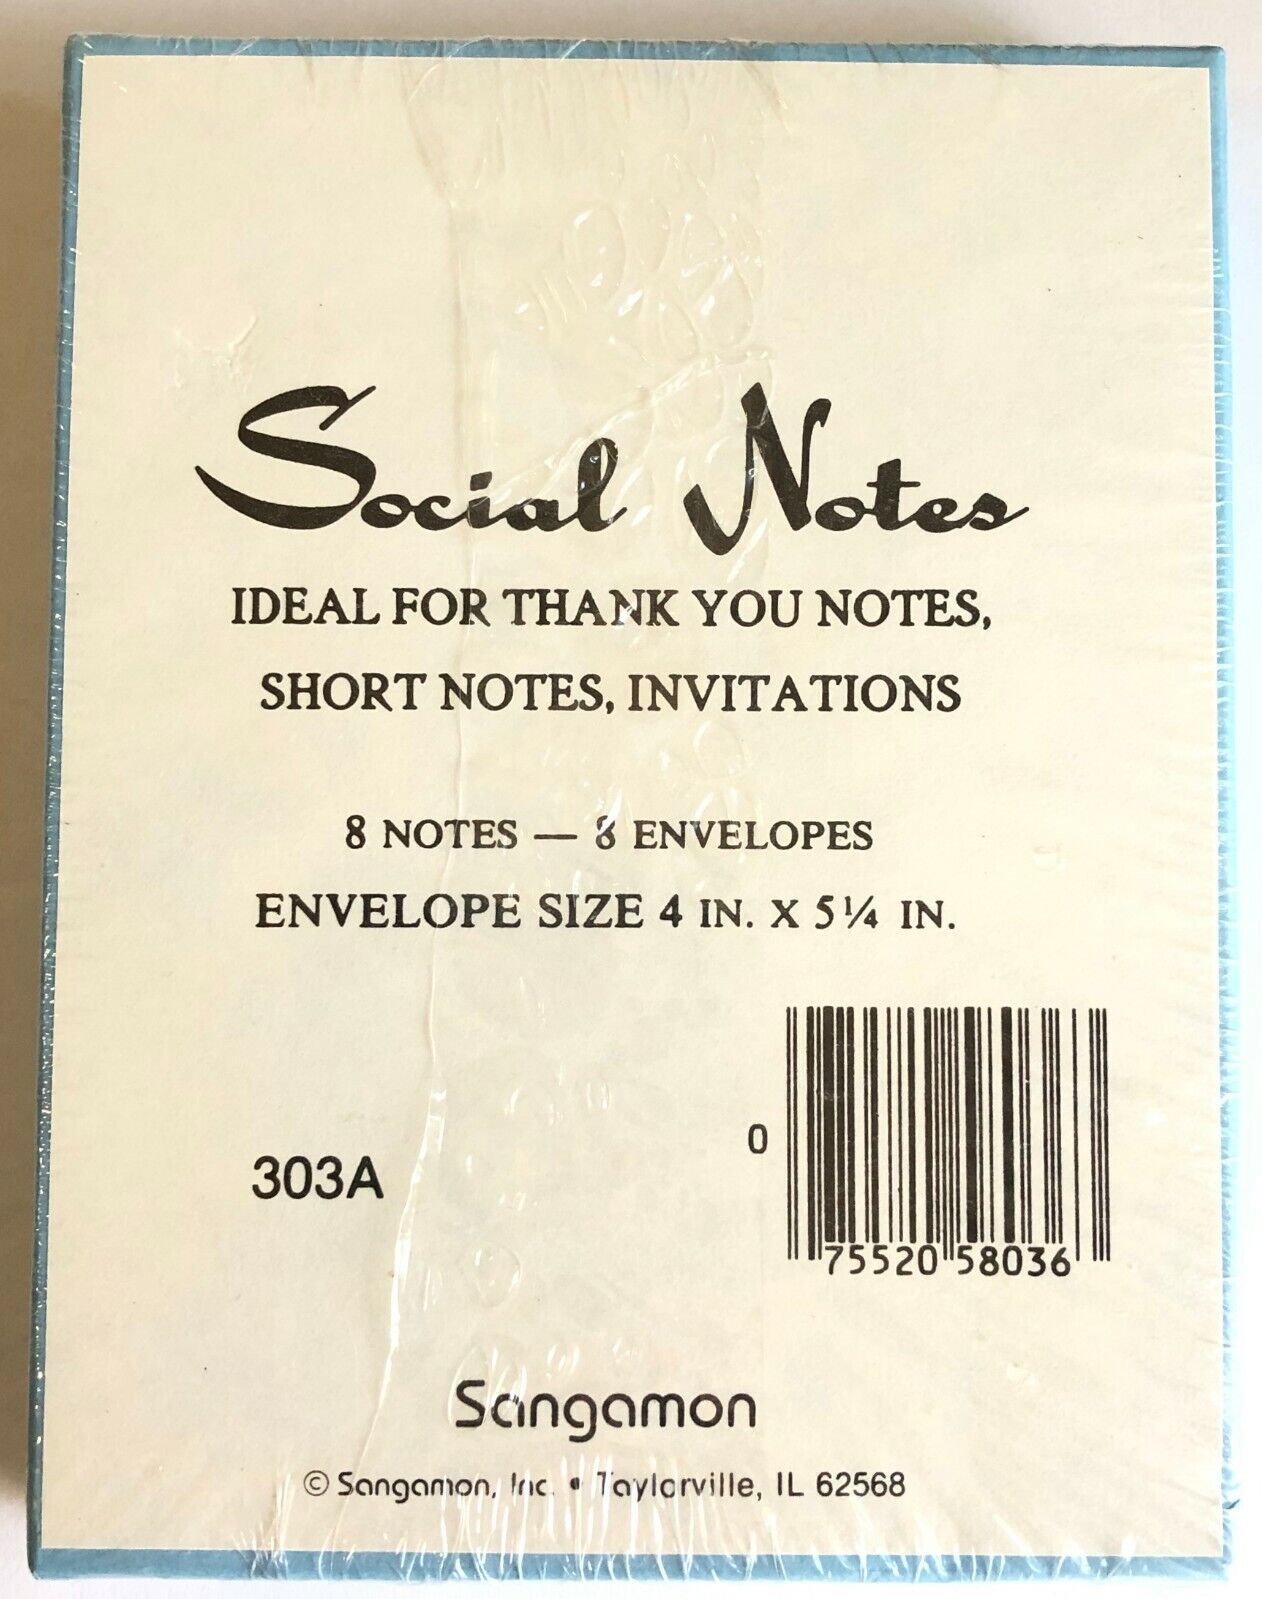 Social Notes
IDEAL FOR THANK YOU NOTES,
SHORT NOTES, INVITATIONS
8 NOTES — 8 ENVELOPES
ENVELOPE SIZE 4 IN. X 5¼ IN.
303A
0 75520 58036
Sangamon
© Sangamon, Inc. • Taylorville, IL 62568